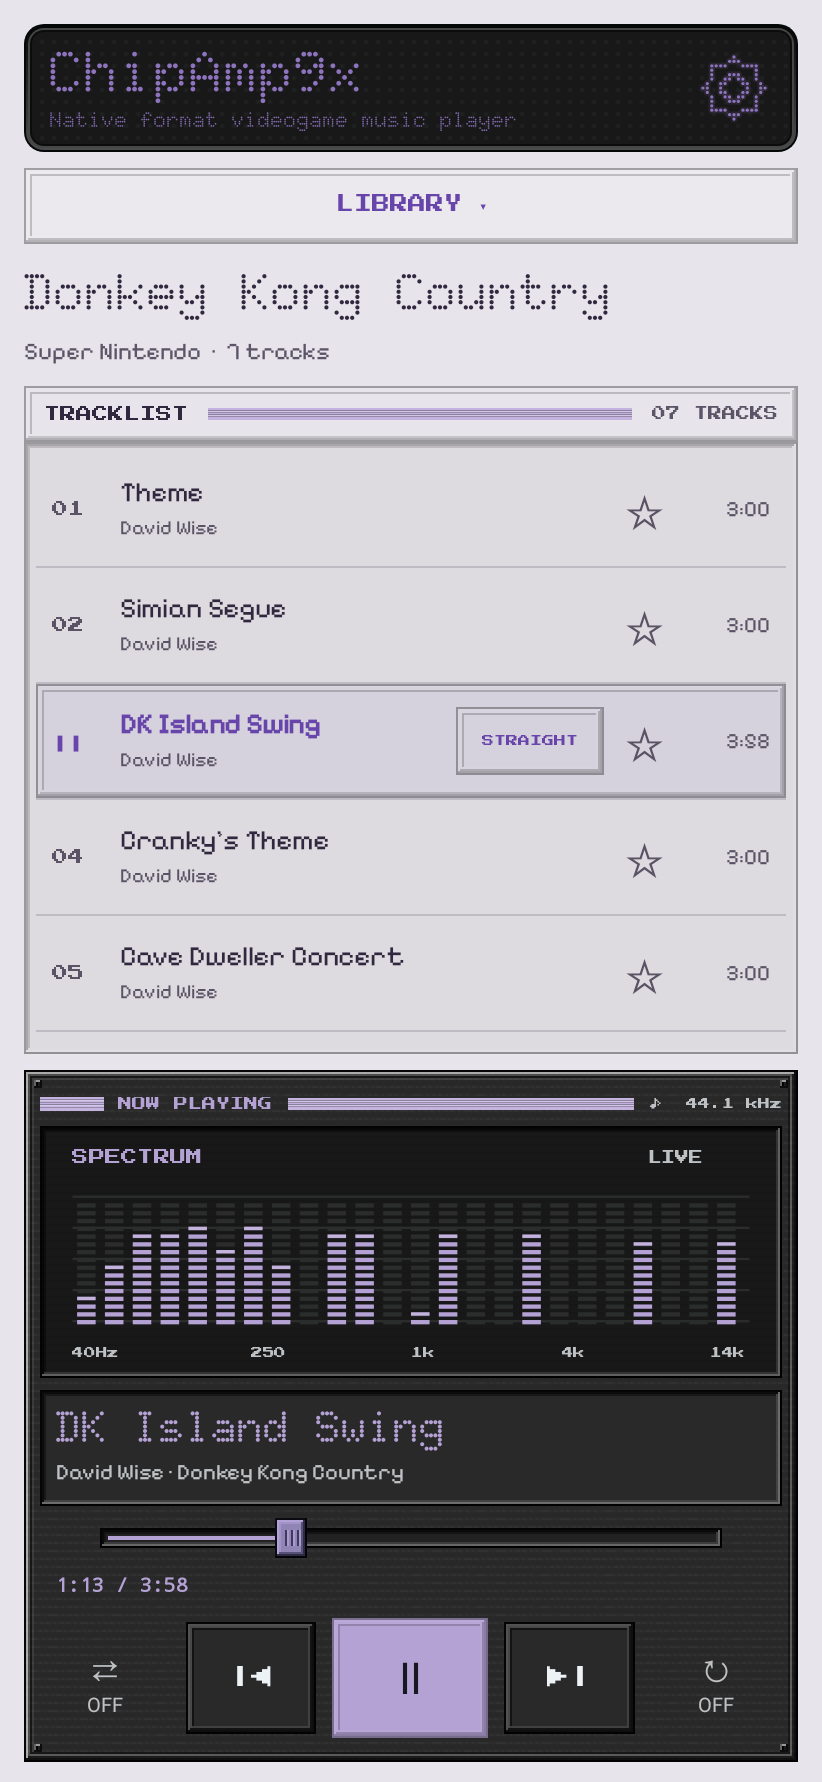 ChipAmp9x
Native format videogame music player
LIBRARY ▾
Donkey Kong Country
Super Nintendo · 7 tracks
TRACKLIST 07 TRACKS
01 Theme 3:00
David Wise
02 Simian Segue 3:00
David Wise
DK Island Swing STRAIGHT 3:58
David Wise
04 Cranky's Theme 3:00
David Wise
05 Cave Dweller Concert 3:00
David Wise
NOW PLAYING ♪ 44.1 kHz
SPECTRUM LIVE
40Hz 250 1k 4k 14k
DK Island Swing
David Wise · Donkey Kong Country
1:13 / 3:58
OFF OFF